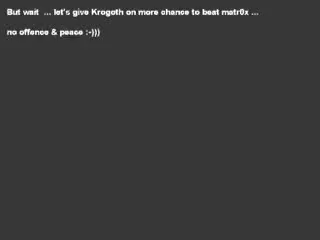 But wait ... let's give Krogoth on more chance to beat matr0x ...
no offence & peace :-)))